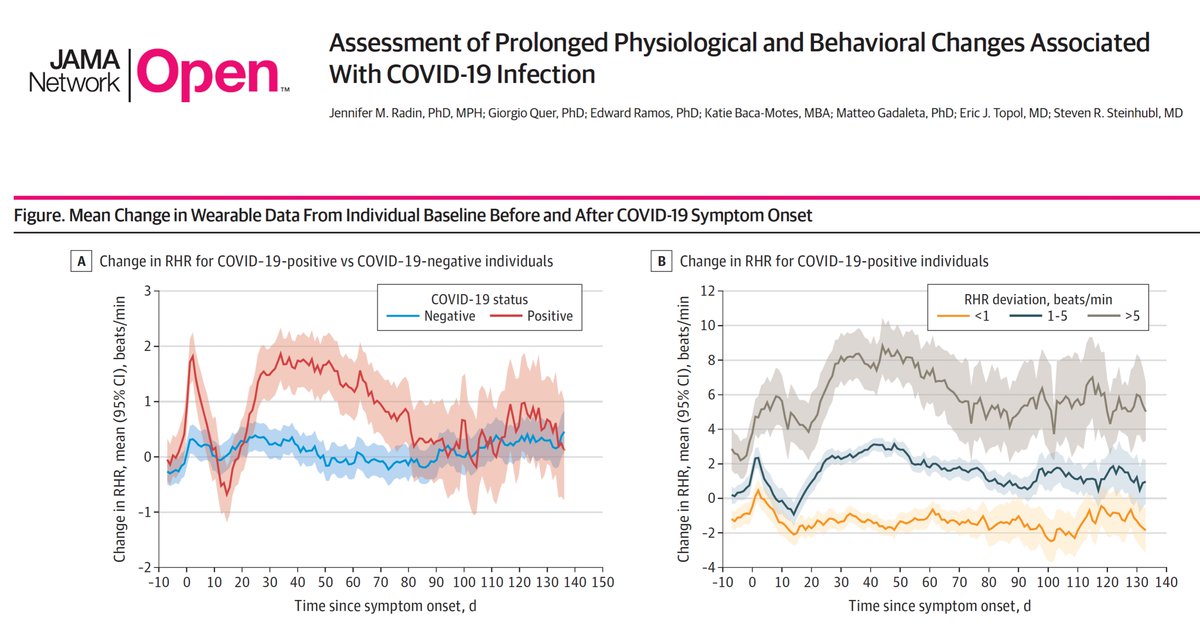 JAMA
Network
Open™
Assessment of Prolonged Physiological and Behavioral Changes Associated
With COVID-19 Infection
Jennifer M. Radin, PhD, MPH; Giorgio Quer, PhD; Edward Ramos, PhD; Katie Baca-Motes, MBA; Matteo Gadaleta, PhD; Eric J. Topol, MD; Steven R. Steinhubl, MD
Figure. Mean Change in Wearable Data From Individual Baseline Before and After COVID-19 Symptom Onset
A Change in RHR for COVID-19-positive vs COVID-19-negative individuals
COVID-19 status
Negative Positive
Change in RHR, mean (95% CI), beats/min
3
2
1
0
-1
-2
-10 0 10 20 30 40 50 60 70 80 90 100 110 120 130 140 150
Time since symptom onset, d
B Change in RHR for COVID-19-positive individuals
RHR deviation, beats/min
<1 1-5 >5
Change in RHR, mean (95% CI), beats/min
12
10
8
6
4
2
0
-2
-4
-10 0 10 20 30 40 50 60 70 80 90 100 110 120 130 140
Time since symptom onset, d